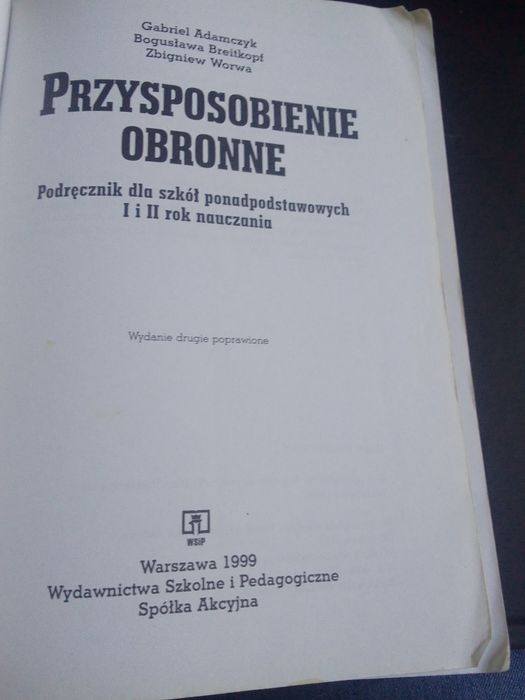 Gabriel Adamczyk
Bogusława Breitkopf
Zbigniew Worwa
PRZYSPOSOBIENIE
OBRONNE
Podręcznik dla szkół ponadpodstawowych
I i II rok nauczania
Wydanie drugie poprawione
WSiP
Warszawa 1999
Wydawnictwa Szkolne i Pedagogiczne
Spółka Akcyjna